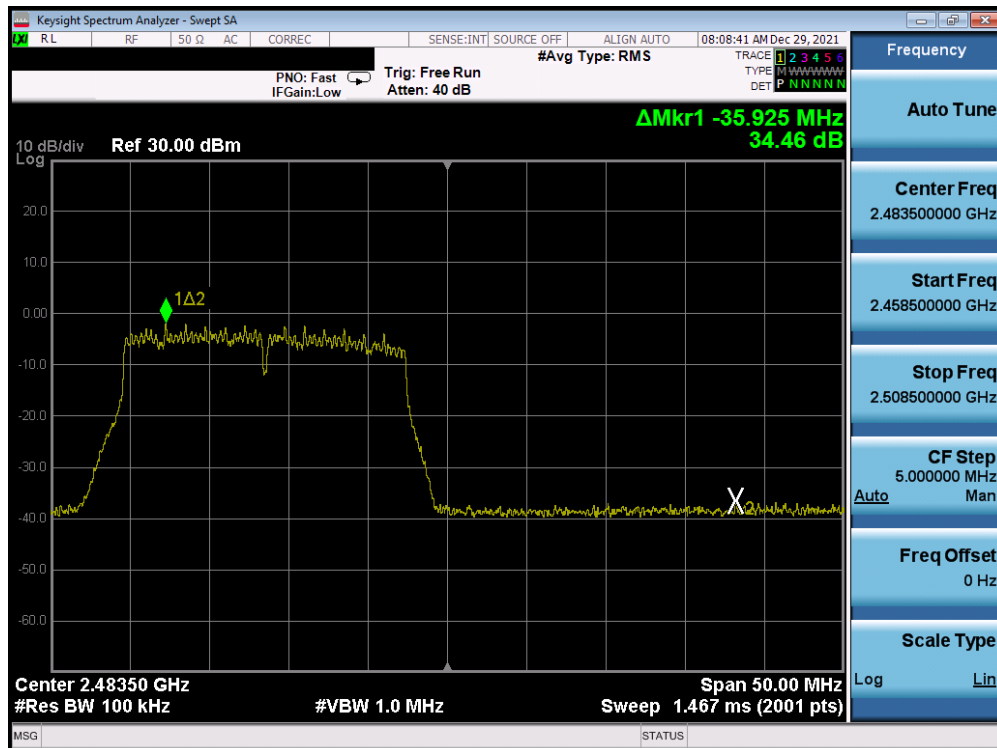 Keysight Spectrum Analyzer - Swept SA
LXI RL RF 50 Ω AC CORREC SENSE:INT SOURCE OFF ALIGN AUTO 08:08:41 AM Dec 29, 2021
#Avg Type: RMS
TRACE 1 2 3 4 5 6
PNO: Fast Trig: Free Run
TYPE M WWWWW
IFGain:Low Atten: 40 dB
DET P N N N N N
ΔMkr1 -35.925 MHz
34.46 dB
10 dB/div Ref 30.00 dBm
Log
20.0
10.0
0.00
-10.0
-20.0
-30.0
-40.0
-50.0
-60.0
1Δ2
X2
Center 2.48350 GHz Span 50.00 MHz
#Res BW 100 kHz #VBW 1.0 MHz Sweep 1.467 ms (2001 pts)
MSG STATUS
Frequency
Auto Tune
Center Freq
2.483500000 GHz
Start Freq
2.458500000 GHz
Stop Freq
2.508500000 GHz
CF Step
5.000000 MHz
Auto Man
Freq Offset
0 Hz
Scale Type
Log Lin